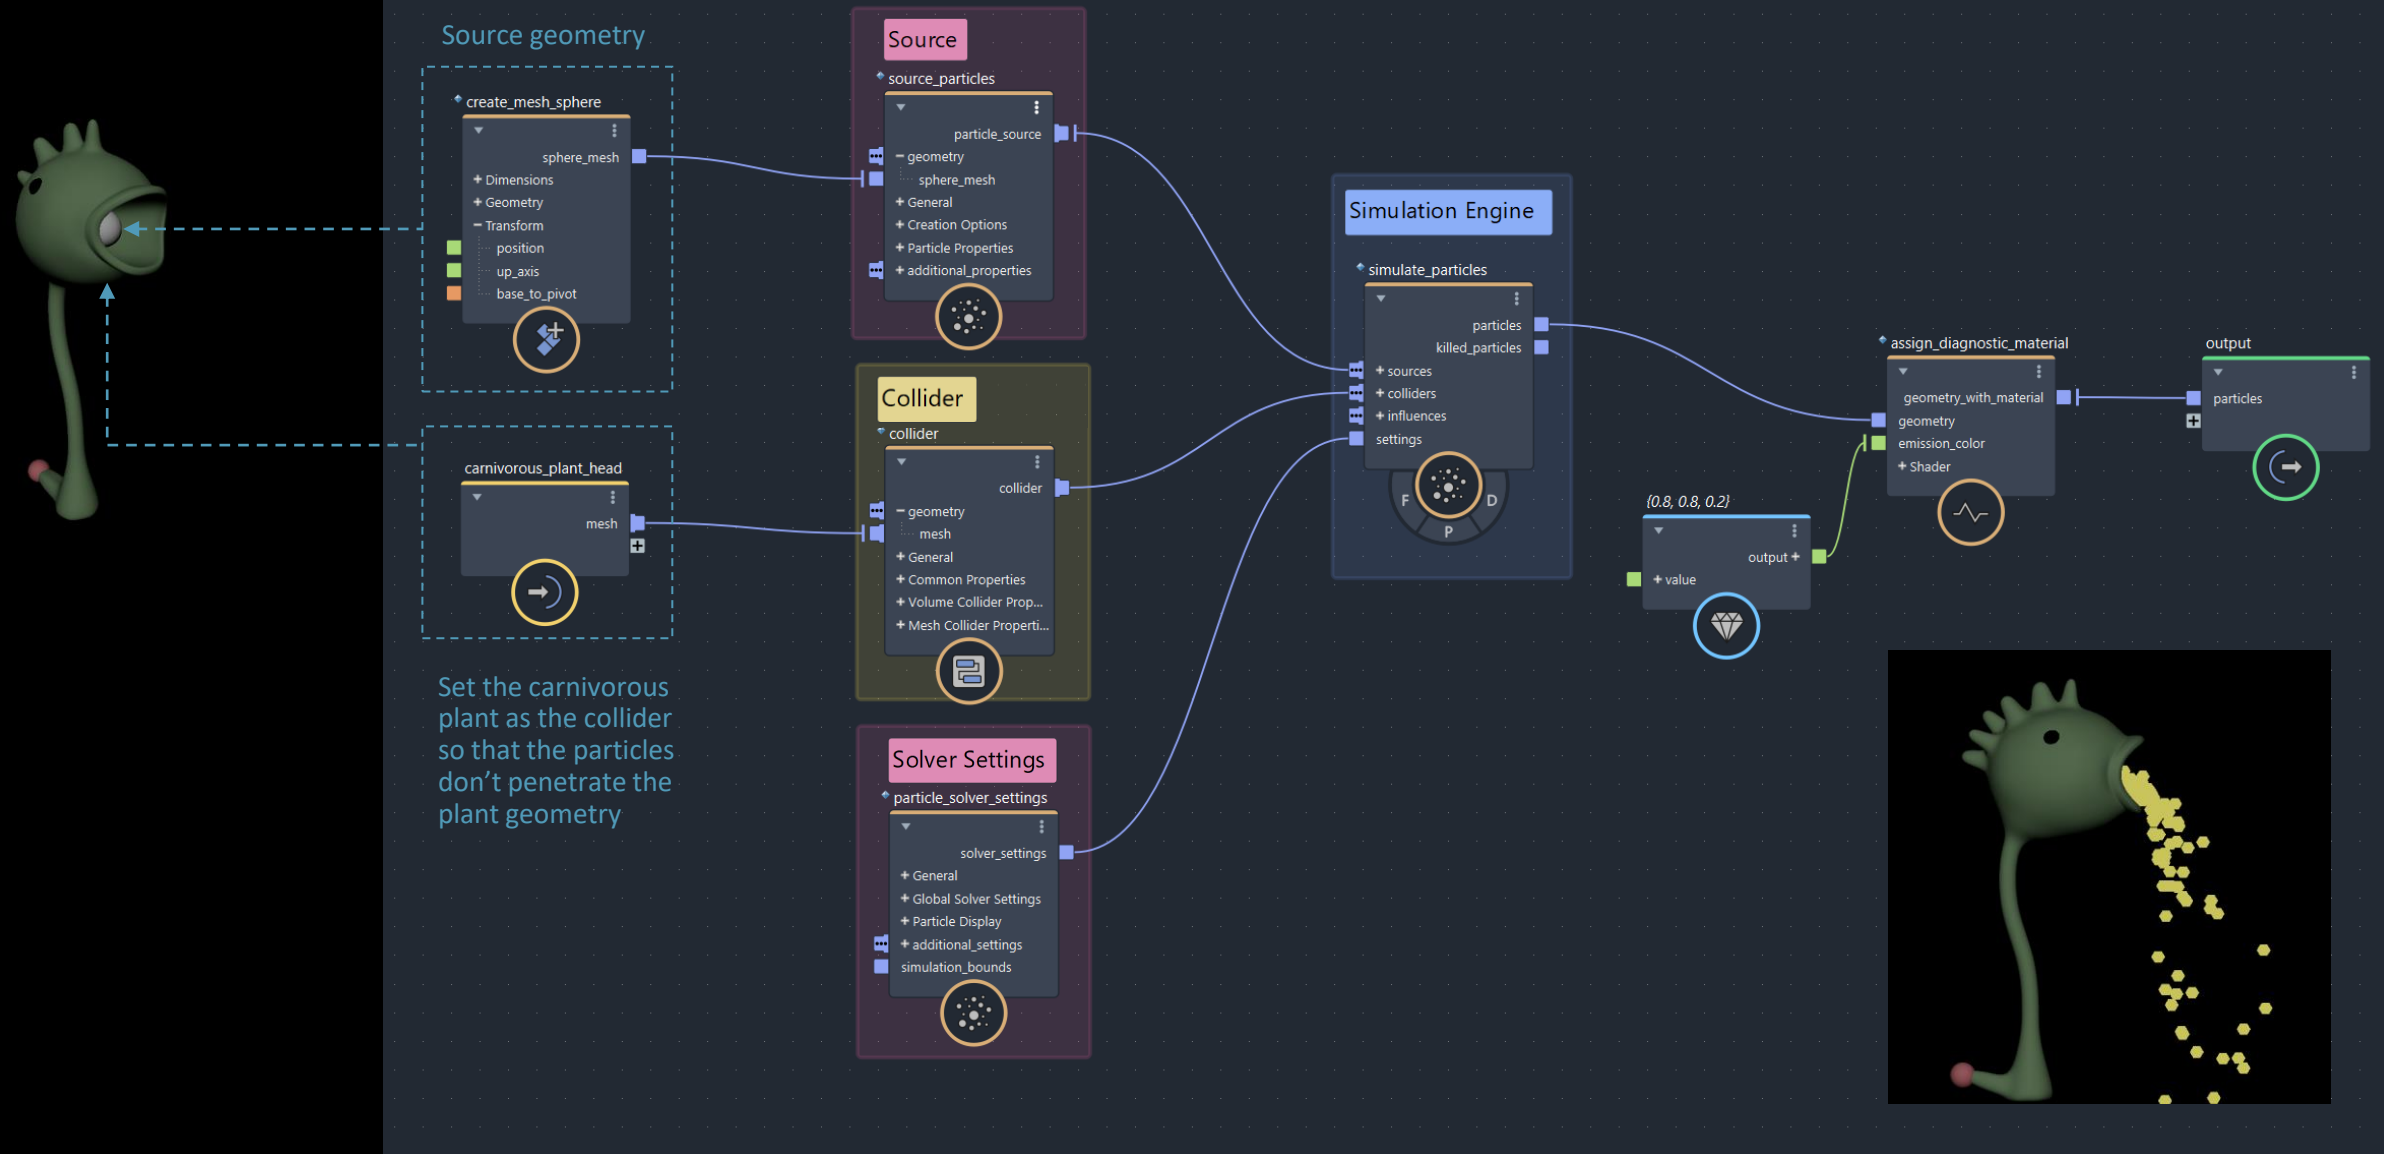 Source geometry
create_mesh_sphere
sphere_mesh
Dimensions
Geometry
Transform
position
up_axis
base_to_pivot
carnivorous_plant_head
mesh
Set the carnivorous
plant as the collider
so that the particles
don’t penetrate the
plant geometry
Source
source_particles
particle_source
geometry
sphere_mesh
General
Creation Options
Particle Properties
additional_properties
Collider
collider
collider
geometry
mesh
General
Common Properties
Volume Collider Prop...
Mesh Collider Properti...
Solver Settings
particle_solver_settings
solver_settings
General
Global Solver Settings
Particle Display
additional_settings
simulation_bounds
Simulation Engine
simulate_particles
particles
killed_particles
sources
colliders
influences
settings
F
D
P
{0.8, 0.8, 0.2}
output
value
assign_diagnostic_material
geometry_with_material
geometry
emission_color
Shader
output
particles